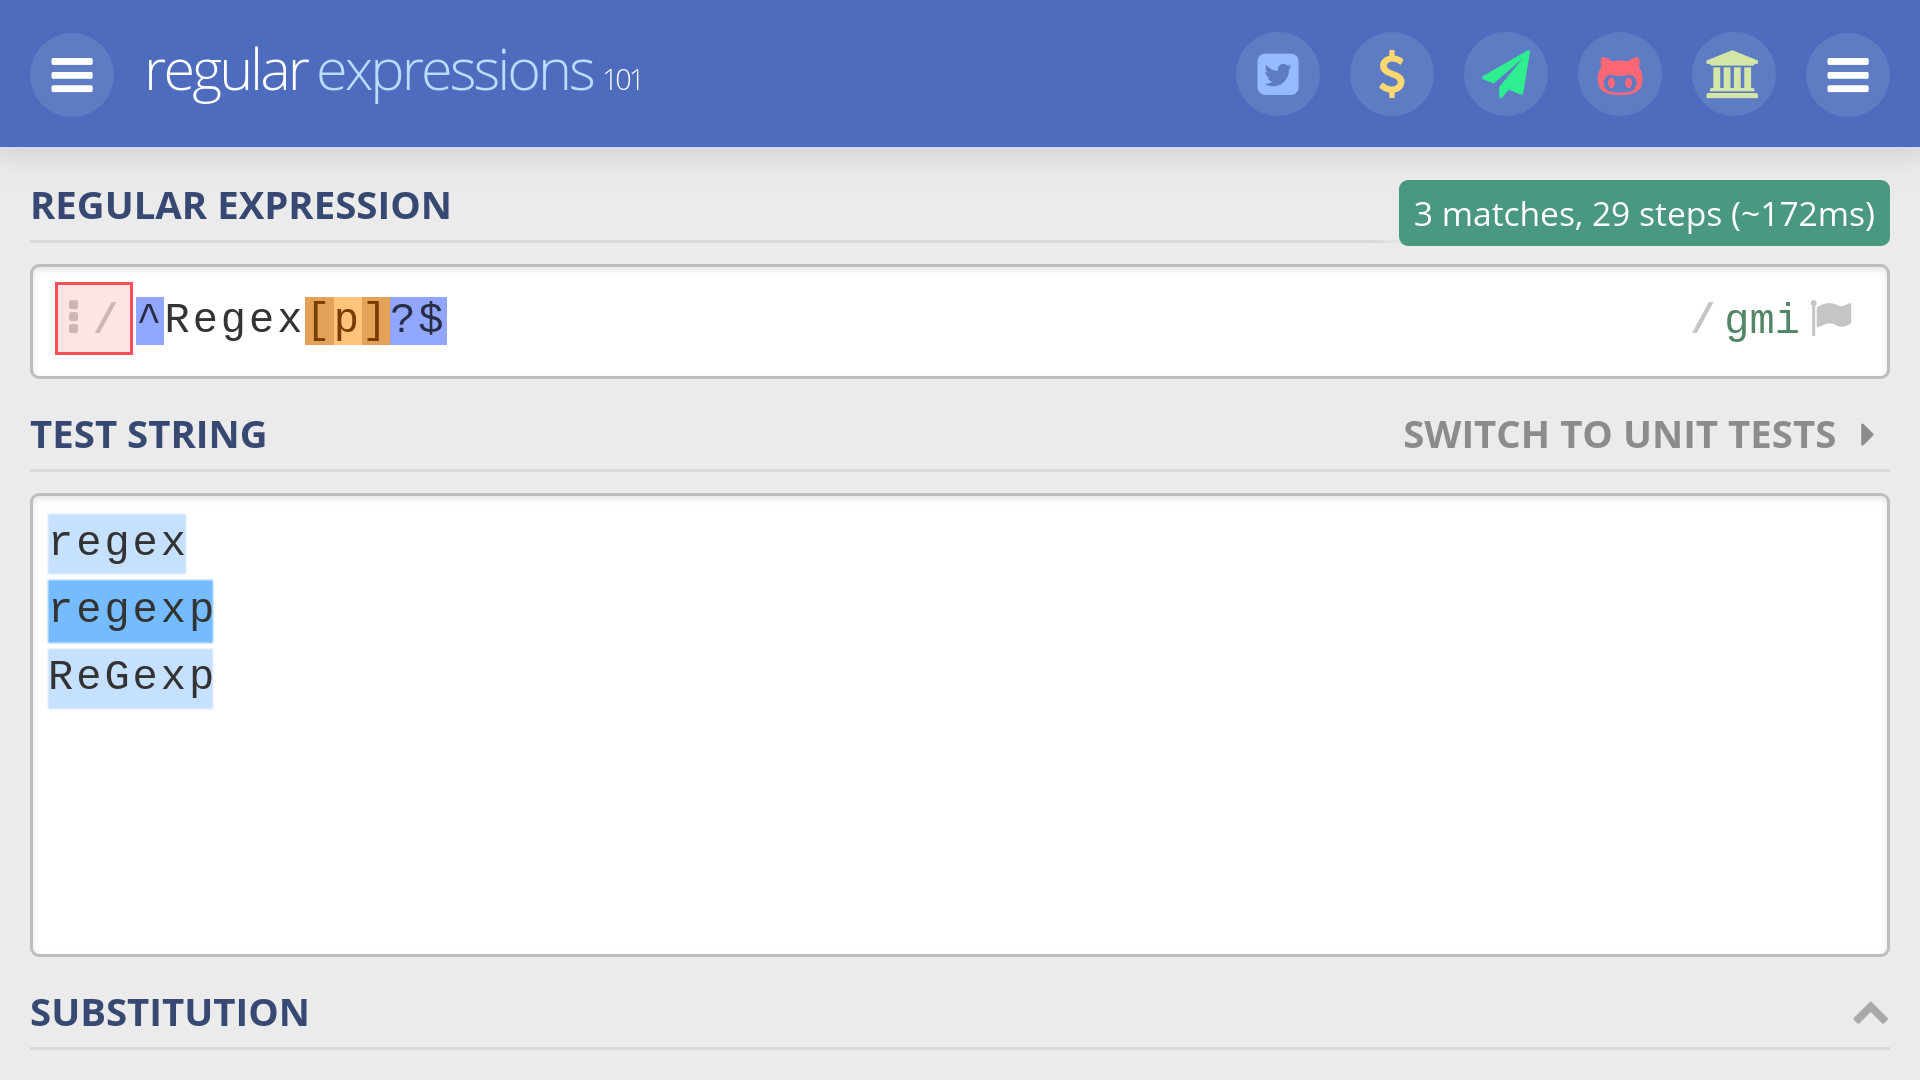 regular expressions 101
REGULAR EXPRESSION
3 matches, 29 steps (~172ms)
/ ^Regex[p]?$ / gmi
TEST STRING
SWITCH TO UNIT TESTS
regex
regexp
ReGexp
SUBSTITUTION